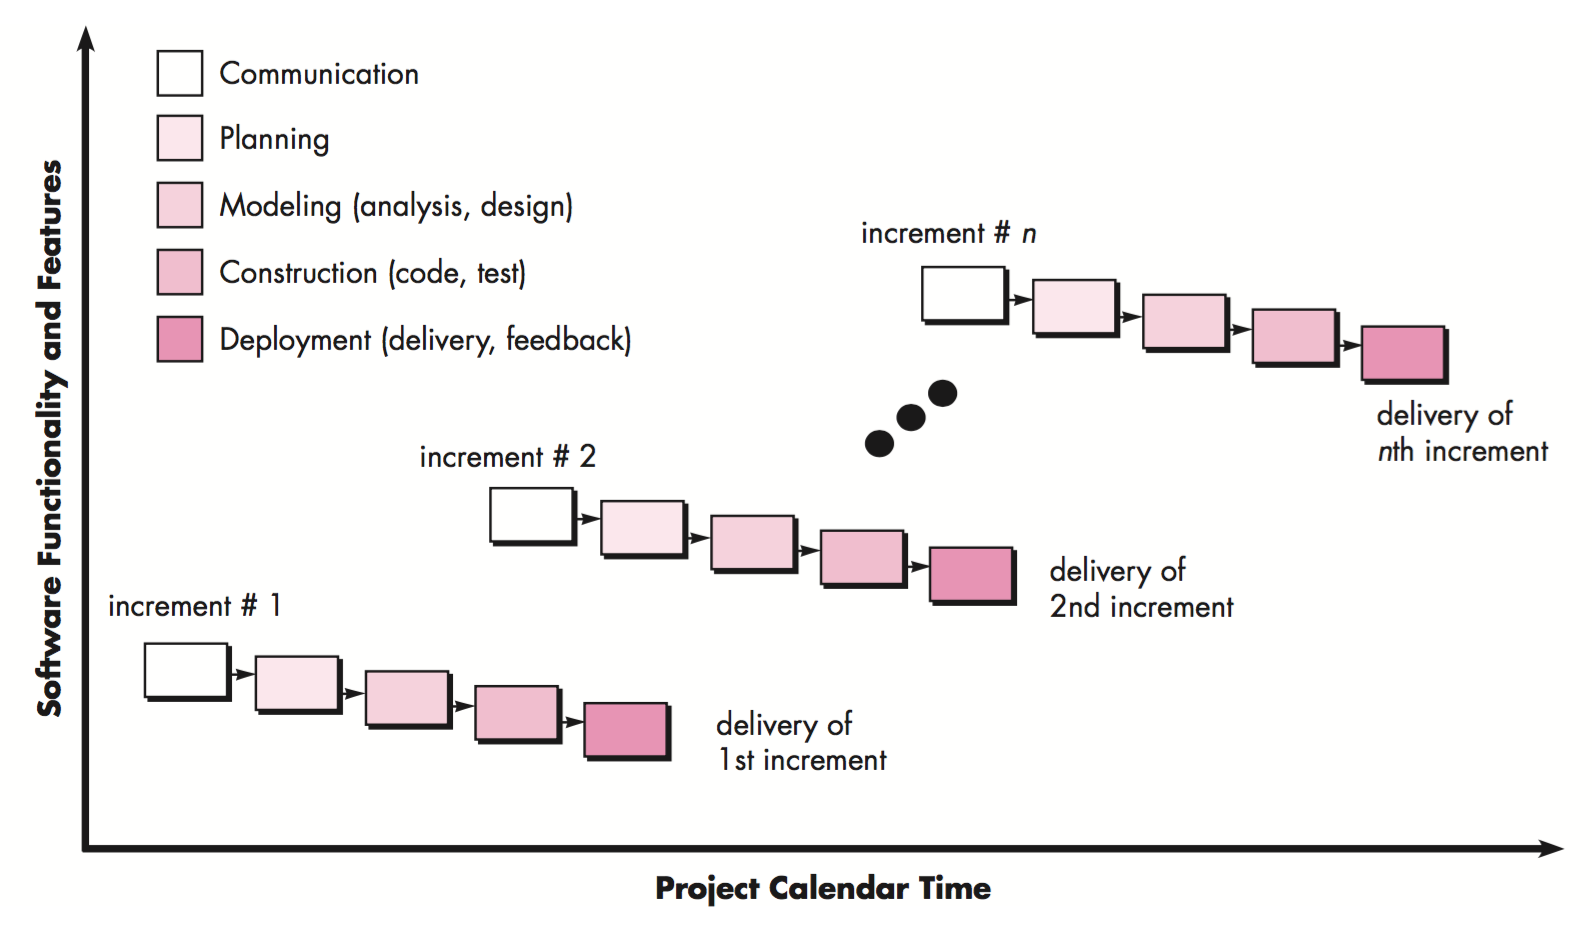 Communication
Planning
Modeling (analysis, design)
Construction (code, test)
Deployment (delivery, feedback)
Software Functionality and Features
increment # n
delivery of
nth increment
increment # 2
delivery of
2nd increment
increment # 1
delivery of
1st increment
Project Calendar Time